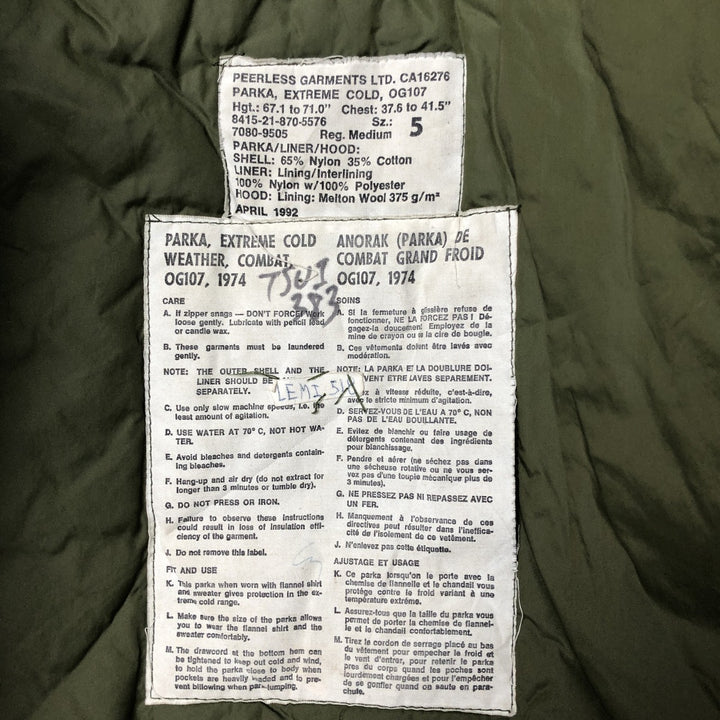 PEERLESS GARMENTS LTD. CA16276
PARKA, EXTREME COLD, OG107
Hgt.: 67.1 to 71.0" Chest: 37.6 to 41.5"
8415-21-870-5576 Sz.: 5
7080-9505 Reg. Medium
PARKA/LINER/HOOD:
SHELL: 65% Nylon 35% Cotton
LINER: Lining/Interlining
100% Nylon w/100% Polyester
HOOD: Lining: Melton Wool 375 g/m²
APRIL 1992
PARKA, EXTREME COLD
WEATHER, COMBAT,
OG107, 1974
TSUI
383
CARE
A. If zipper snags — DON'T FORCE! Work
loose gently. Lubricate with pencil lead
or candle wax.
B. These garments must be laundered
gently.
NOTE: THE OUTER SHELL AND THE
LINER SHOULD BE
SEPARATELY.
LEMI
C. Use only slow machine speeds, i.e. the
least amount of agitation.
D. USE WATER AT 70° C, NOT HOT WA-
TER.
E. Avoid bleaches and detergents contain-
ing bleaches.
F. Hang-up and air dry (do not extract for
longer than 3 minutes or tumble dry).
G. DO NOT PRESS OR IRON.
H. Failure to observe these instructions
could result in loss of insulation effi-
ciency of the garment.
J. Do not remove this label.
FIT AND USE
K. This parka when worn with flannel shirt
and sweater gives protection in the ex-
treme cold range.
L. Make sure the size of the parka allows
you to wear the flannel shirt and the
sweater comfortably.
M. The drawcord at the bottom hem can
be tightened to keep out cold and wind,
to hold the parka close to body when
pockets are heavily loaded and to pre-
vent billowing when parajumping.
ANORAK (PARKA) DE
COMBAT GRAND FROID
OG107, 1974
SOINS
A. Si la fermeture à glissière refuse de
fonctionner, NE LA FORCEZ PAS! Dé-
gagez-la doucement Employez de la
mine de crayon ou de la cire de bougie.
B. Ces vêtements doivent être lavés avec
modération.
NOTE: LA PARKA ET LA DOUBLURE DOI-
VENT ETRE LAVES SEPAREMENT.
à vitesse réduite, c'est-à-dire,
avec le stricte minimum d'agitation.
D. SERVEZ-VOUS DE L'EAU A 70° C, NON
PAS DE L'EAU BOUILLANTE.
E. Evitez de blanchir ou faire usage de
détergents contenant des ingrédients
pour blanchissage.
F. Pendre et aérer (ne séchez pas dans
une sécheuse rotative ou ne vous ser-
vez pas d'une toupie mécanique plus de
3 minutes).
G. NE PRESSEZ PAS NI REPASSEZ AVEC
UN FER.
H. Manquement à l'observance de ces
directives peut résulter dans l'ineffica-
cité de l'isolement de ce vêtement.
J. N'enlevez pas cette étiquette.
AJUSTAGE ET USAGE
K. Ce parka lorsqu'on le porte avec la
chemise de flannelle et le chandail vous
protége contre le froid variant à une
température extrême.
L. Assurez-tous que la taille du parka vous
permet de porter la chemise de flannel-
le et le chandail confortablement.
M. Tirez le cordon de serrage placé au bas
du vêtement pour empecher le froid et
le vent d'entrer, pour retenir le parka
pres du corps quand les poches sont
lourdement chargées et pour l'empêcher
de se gonfler quand on saute en para-
chute.